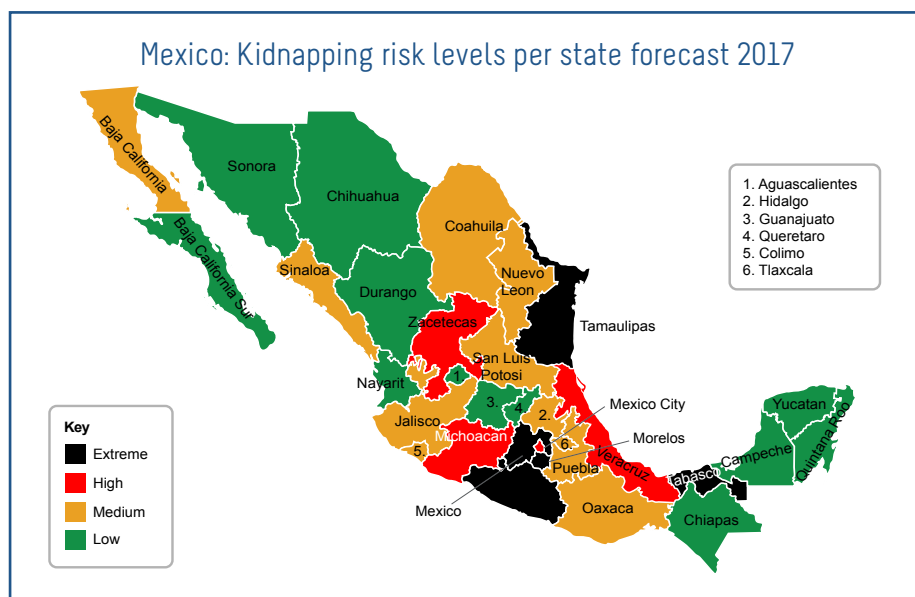 Mexico: Kidnapping risk levels per state forecast 2017
Baja California
Sonora
Chihuahua
Coahuila
Baja California Sur
Sinaloa
Nuevo
Leon
Durango
Zacetecas
Tamaulipas
San Luis
Potosi
Nayarit
1.
3.
4.
2.
Jalisco
Mexico City
Michoacan
6.
Morelos
5.
Puebla
Veracruz
Mexico
Oaxaca
Tabasco
Campeche
Yucatan
Quintana Roo
Chiapas
1. Aguascalientes
2. Hidalgo
3. Guanajuato
4. Queretaro
5. Colimo
6. Tlaxcala
Key
Extreme
High
Medium
Low